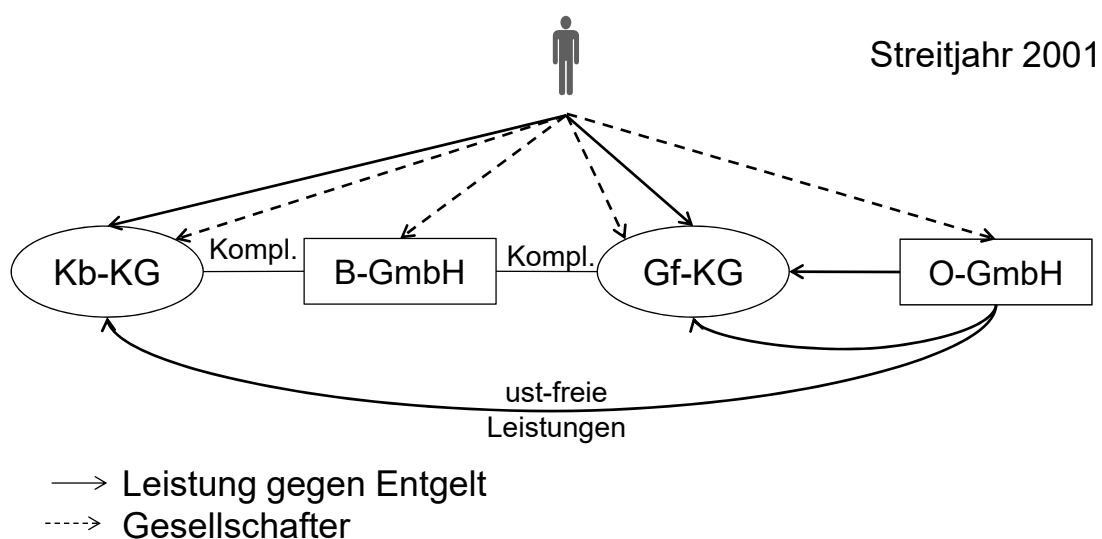 Streitjahr 2001
Kompl.
Kompl.
Kb-KG
B-GmbH
Gf-KG
O-GmbH
ust-freie
Leistungen
Leistung gegen Entgelt
Gesellschafter